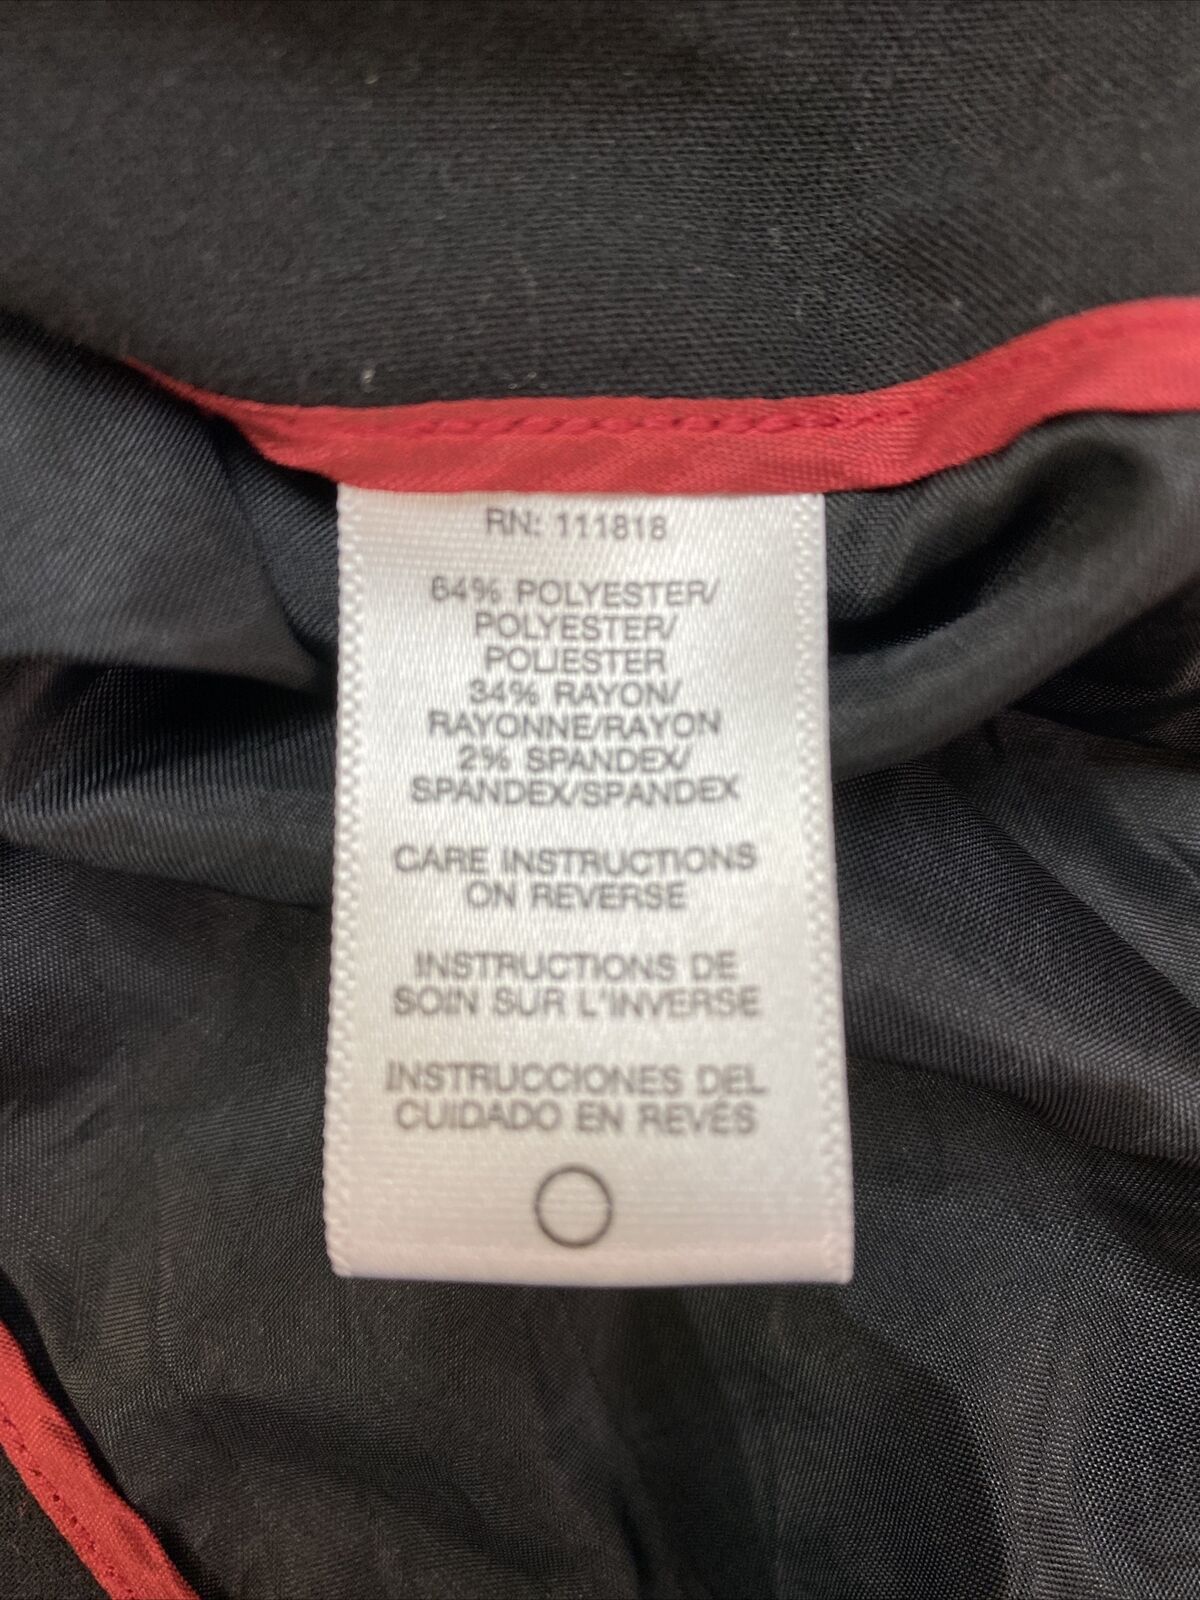 RN: 111818
64% POLYESTER/
POLYESTER/
POLIESTER
34% RAYON/
RAYONNE/RAYON
2% SPANDEX/
SPANDEX/SPANDEX
CARE INSTRUCTIONS
ON REVERSE
INSTRUCTIONS DE
SOIN SUR L'INVERSE
INSTRUCCIONES DEL
CUIDADO EN REVÉS